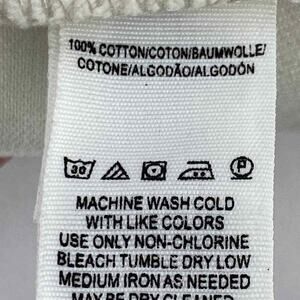 100% COTTON/COTON/BAUMWOLLE/
COTONE/ALGODÃO/ALGODÓN
30 P
MACHINE WASH COLD
WITH LIKE COLORS
USE ONLY NON-CHLORINE
BLEACH TUMBLE DRY LOW
MEDIUM IRON AS NEEDED
MAY BE DRY CLEANED